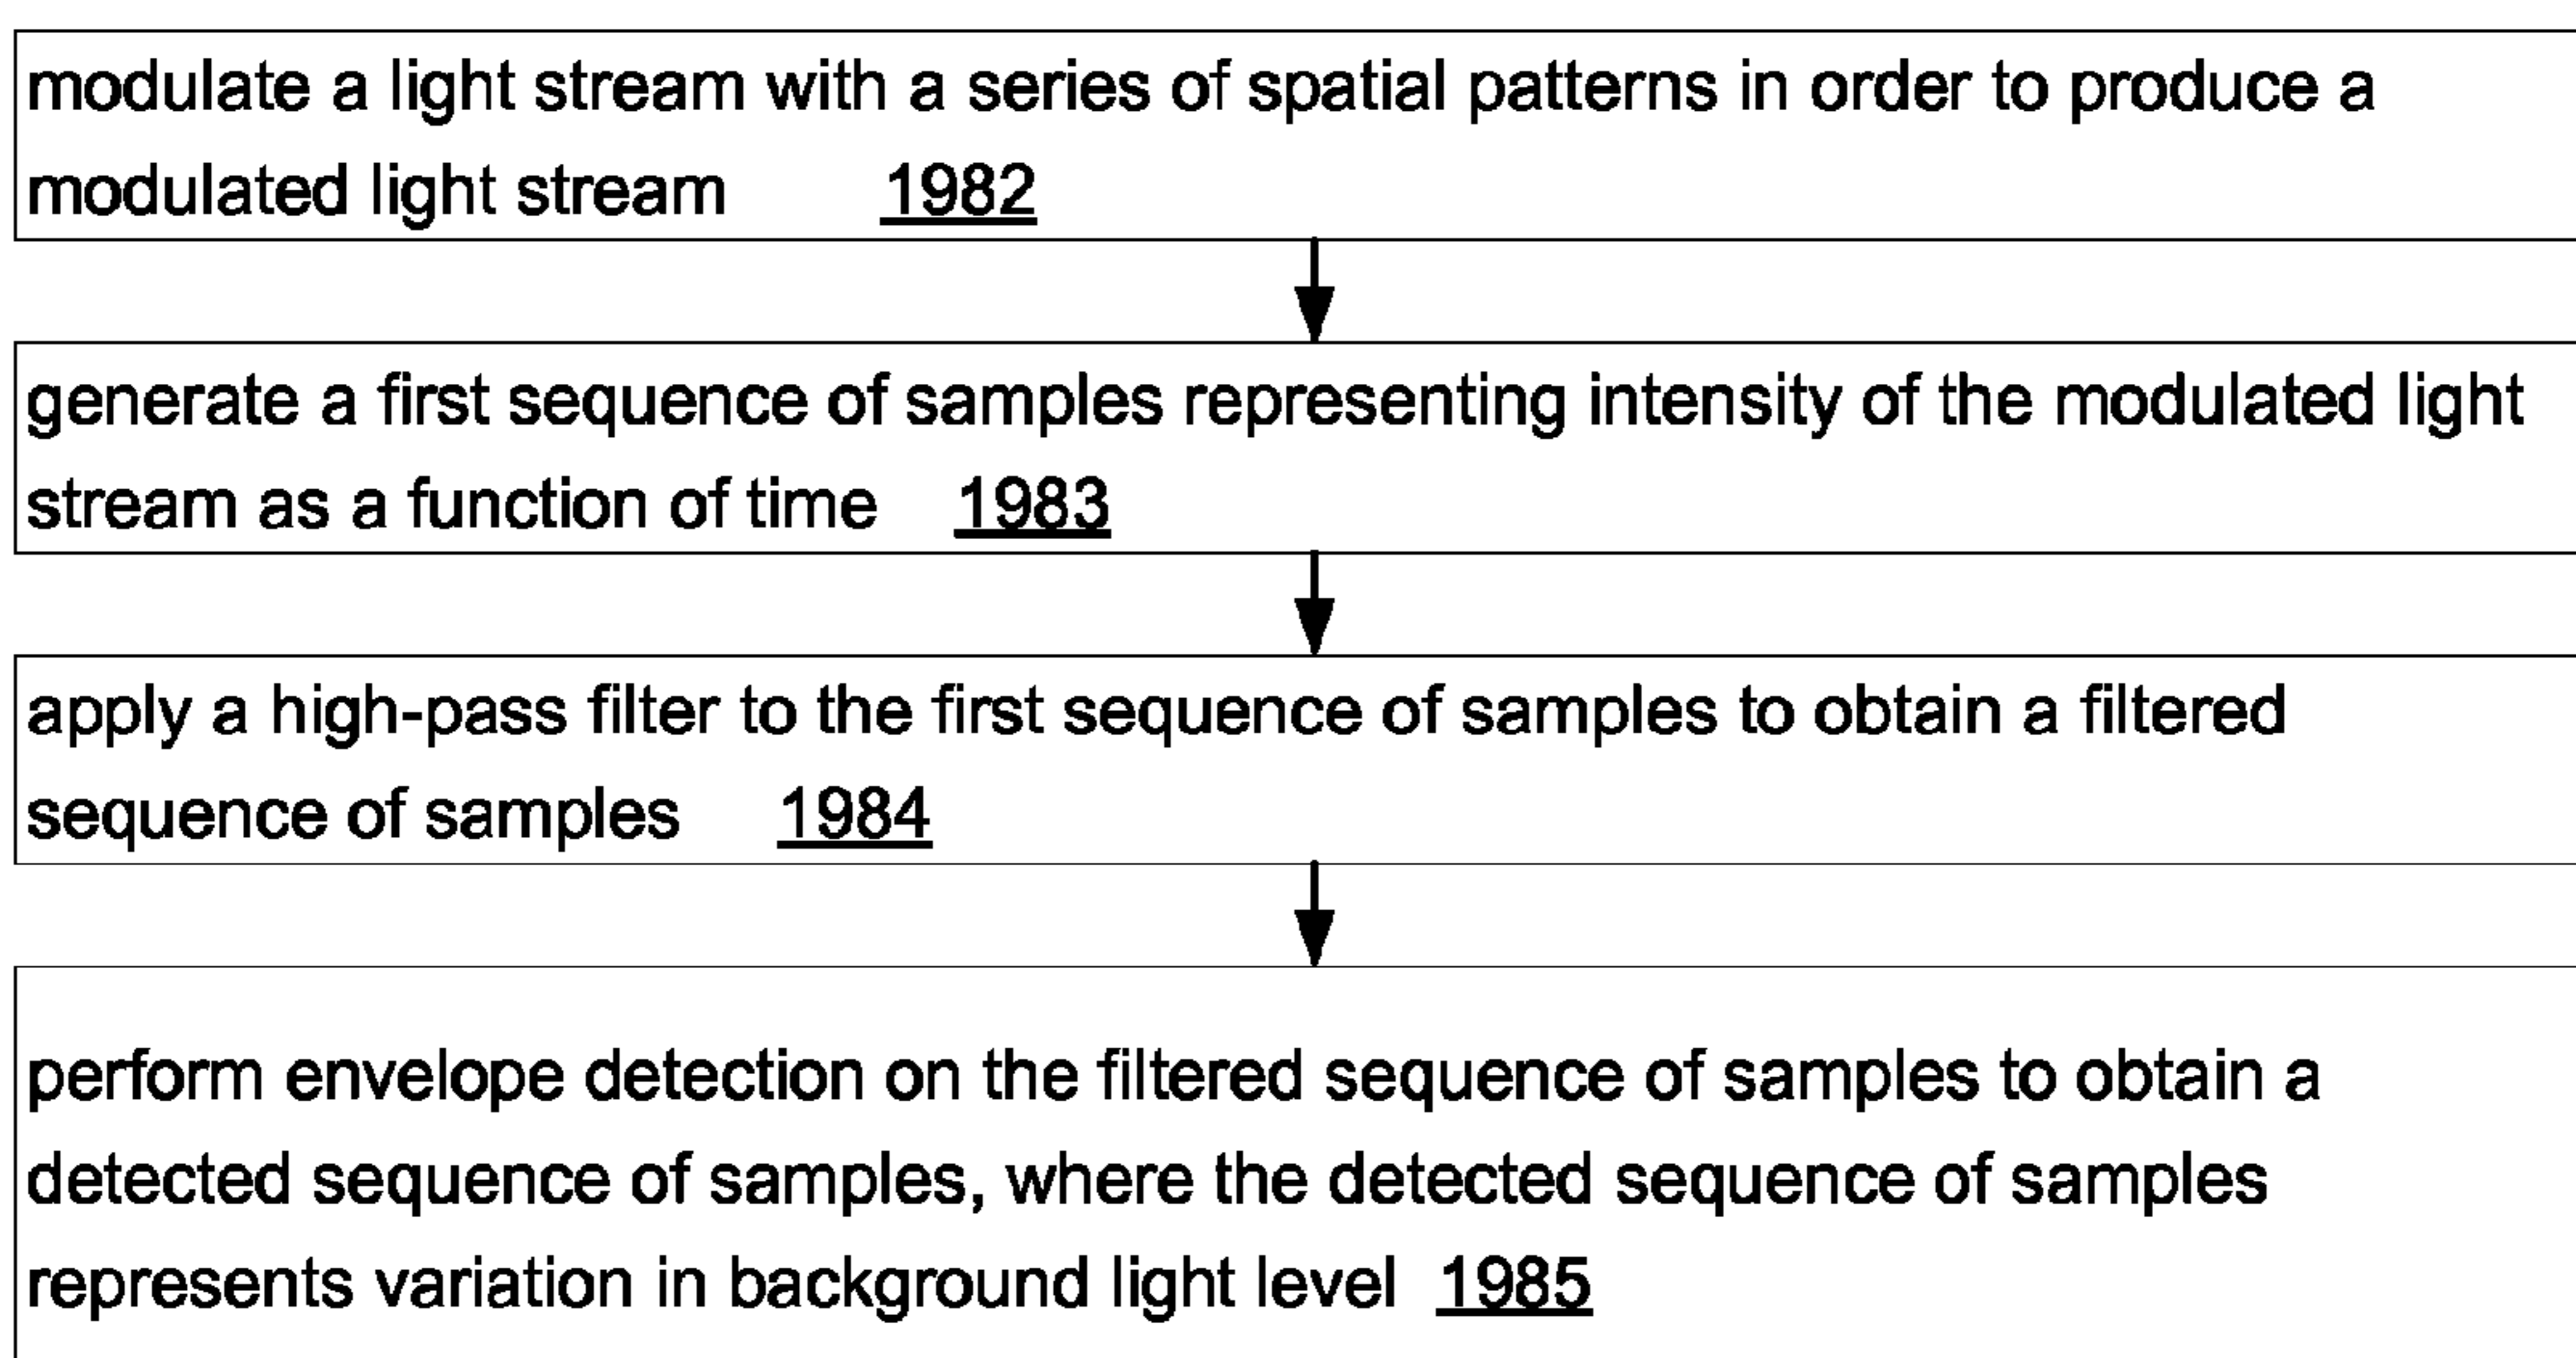 modulate a light stream with a series of spatial patterns in order to produce a
modulated light stream 1982
generate a first sequence of samples representing intensity of the modulated light
stream as a function of time 1983
apply a high-pass filter to the first sequence of samples to obtain a filtered
sequence of samples 1984
perform envelope detection on the filtered sequence of samples to obtain a
detected sequence of samples, where the detected sequence of samples
represents variation in background light level 1985